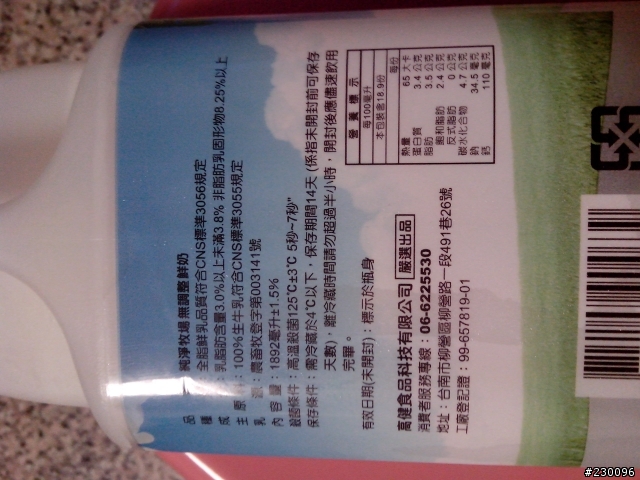 品 純淨牧場無調整鮮奶
種 全脂鮮乳品質符合CNS標準3056規定
成 乳脂肪含量3.0%以上未滿3.8% 非脂肪乳固形物8.25%以上
主 原 100%生牛乳符合CNS標準3055規定
乳 源:農畜牧登字第003141號
內 容 量:1892毫升±1.5%
殺菌條件:高溫殺菌125℃±3℃ 5秒~7秒"
保存條件:需冷藏於4℃以下,保存期間14天 (係指未開封前可保存
天數),離冷藏時間請勿超過半小時,開封後應儘速飲用
完畢。
有效日期(未開封):標示於瓶身
高健食品科技有限公司 嚴選出品
消費者服務專線:06-6225530
地址:台南市柳營區柳營路一段491巷26號
工廠登記證:99-657819-01
營 養 標 示
每100毫升
本包裝含18.9份
每份
熱量 65 大卡
蛋白質 3.4 公克
脂肪 3.5 公克
飽和脂肪 2.4 公克
反式脂肪 0 公克
碳水化合物 4.7 公克
鈉 34.5 毫克
鈣 110 毫克
#230096